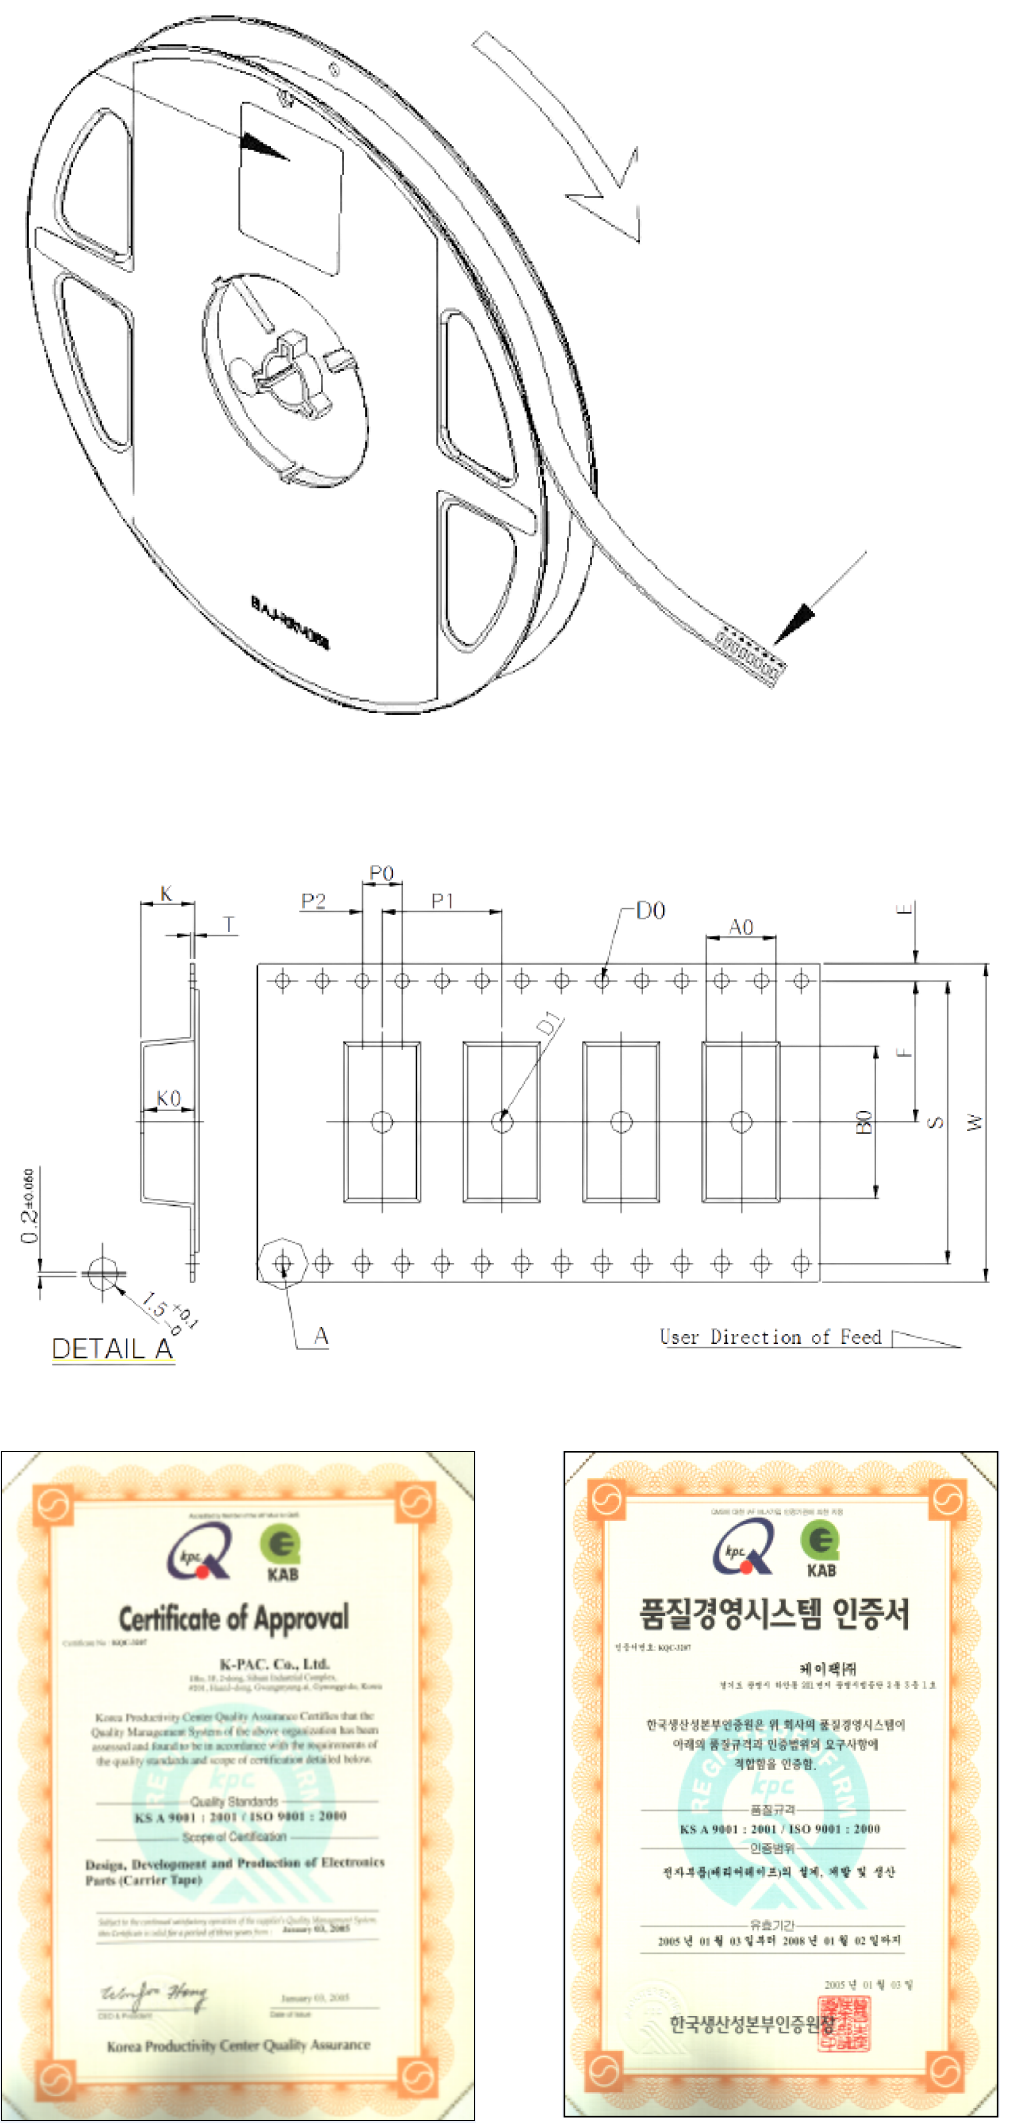 P0
K
P2
P1
T
D0
A0
E
D1
F
K0
B0
S
W
0.2±0.060
1.5 +0.1 -0
A
DETAIL A
User Direction of Feed
kpc
KAB
Certificate of Approval
Certificate No : KQC-3207
K-PAC. Co., Ltd.
Korea Productivity Center Quality Assurance Certifies that the
Quality Management System of the above organization has been
assessed and found to be in accordance with the requirements of
the quality standards and scope of certification detailed below.
Quality Standards
KS A 9001 : 2001 / ISO 9001 : 2000
Scope of Certification
Design, Development and Production of Electronics
Parts (Carrier Tape)
Subject to the continued satisfactory operation of the supplier's Quality Management System,
this Certificate is valid for a period of three years from : January 03, 2005
January 03, 2005
CEO & President
Date of Issue
Korea Productivity Center Quality Assurance
kpc
KAB
품질경영시스템 인증서
인증서번호: KQC-3207
케이팩(주)
한국생산성본부인증원은 위 회사의 품질경영시스템이
아래의 품질규격과 인증범위의 요구사항에
적합함을 인증함.
품질규격
KS A 9001 : 2001 / ISO 9001 : 2000
인증범위
전자부품(캐리어테이프)의 설계, 개발 및 생산
유효기간
2005 년 01 월 03 일부터 2008 년 01 월 02 일까지
2005 년 01 월 03 일
한국생산성본부인증원장